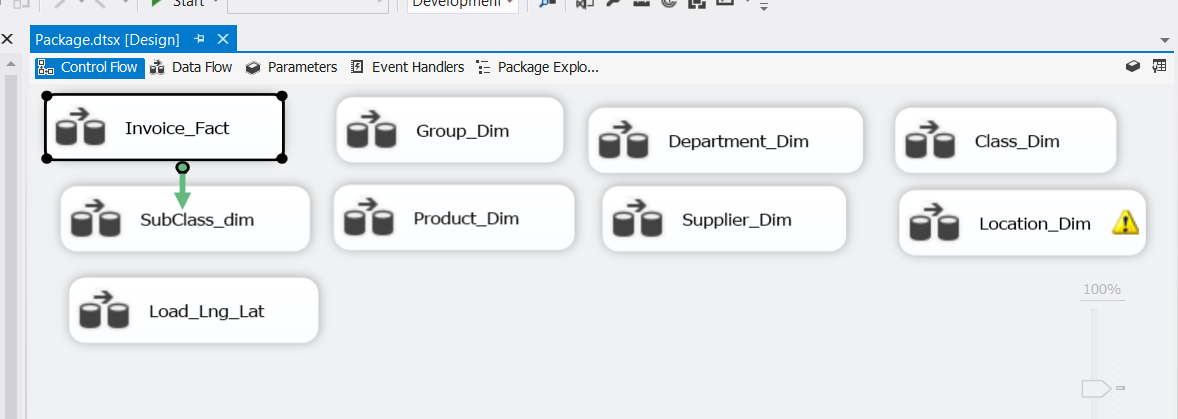 Start
Development
Package.dtsx [Design]
Control Flow Data Flow Parameters Event Handlers Package Explo...
Invoice_Fact Group_Dim Department_Dim Class_Dim
SubClass_dim Product_Dim Supplier_Dim Location_Dim
Load_Lng_Lat
100%